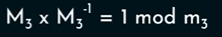 M₃ x M₃⁻¹ = 1 mod m₃